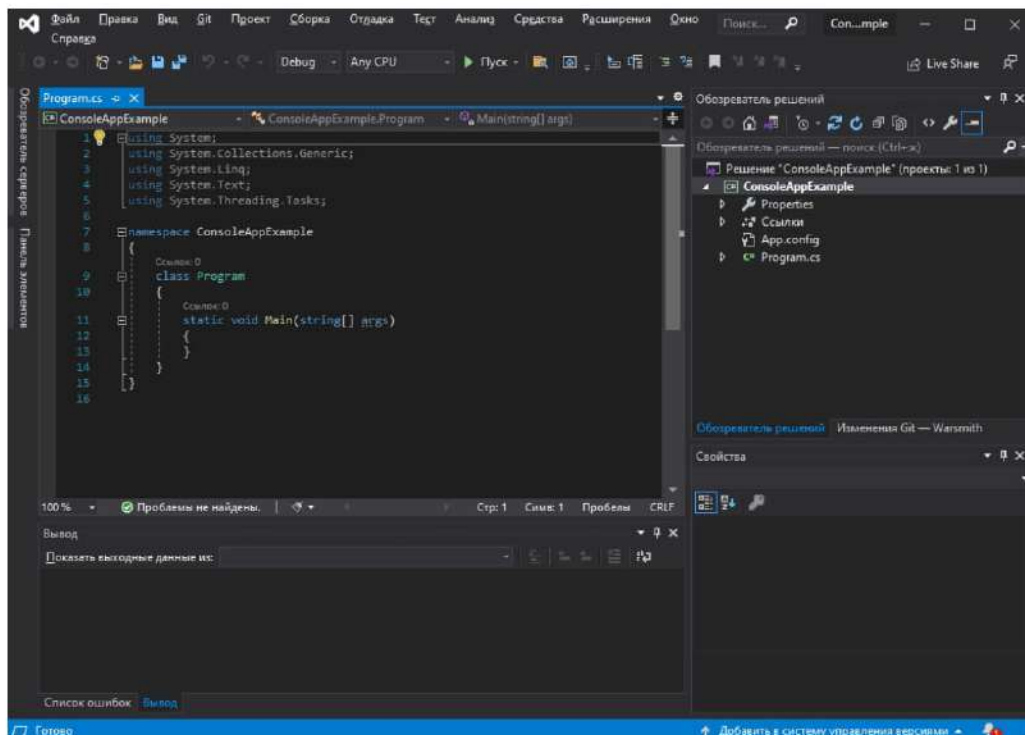 Файл Правка Вид Git Проект Сборка Отладка Тест Анализ Средства Расширения Окно Поиск... Con...mple
Справка
Debug Any CPU Пуск Live Share
Обозреватель серверов
Панель элементов
Program.cs
ConsoleAppExample ConsoleAppExample.Program Main(string[] args)
1 using System;
2 using System.Collections.Generic;
3 using System.Linq;
4 using System.Text;
5 using System.Threading.Tasks;
6
7 namespace ConsoleAppExample
8 {
Ссылок: 0
9 class Program
10 {
Ссылок: 0
11 static void Main(string[] args)
12 {
13 }
14 }
15 }
16
100 % Проблемы не найдены. Стр: 1 Симв: 1 Пробелы CRLF
Вывод
Показать выходные данные из:
Список ошибок Вывод
Обозреватель решений
Обозреватель решений — поиск (Ctrl+ж)
Решение "ConsoleAppExample" (проекты: 1 из 1)
ConsoleAppExample
Properties
Ссылки
App.config
Program.cs
Обозреватель решений Изменения Git — Warsmith
Свойства
Готово Добавить в систему управления версиями 1